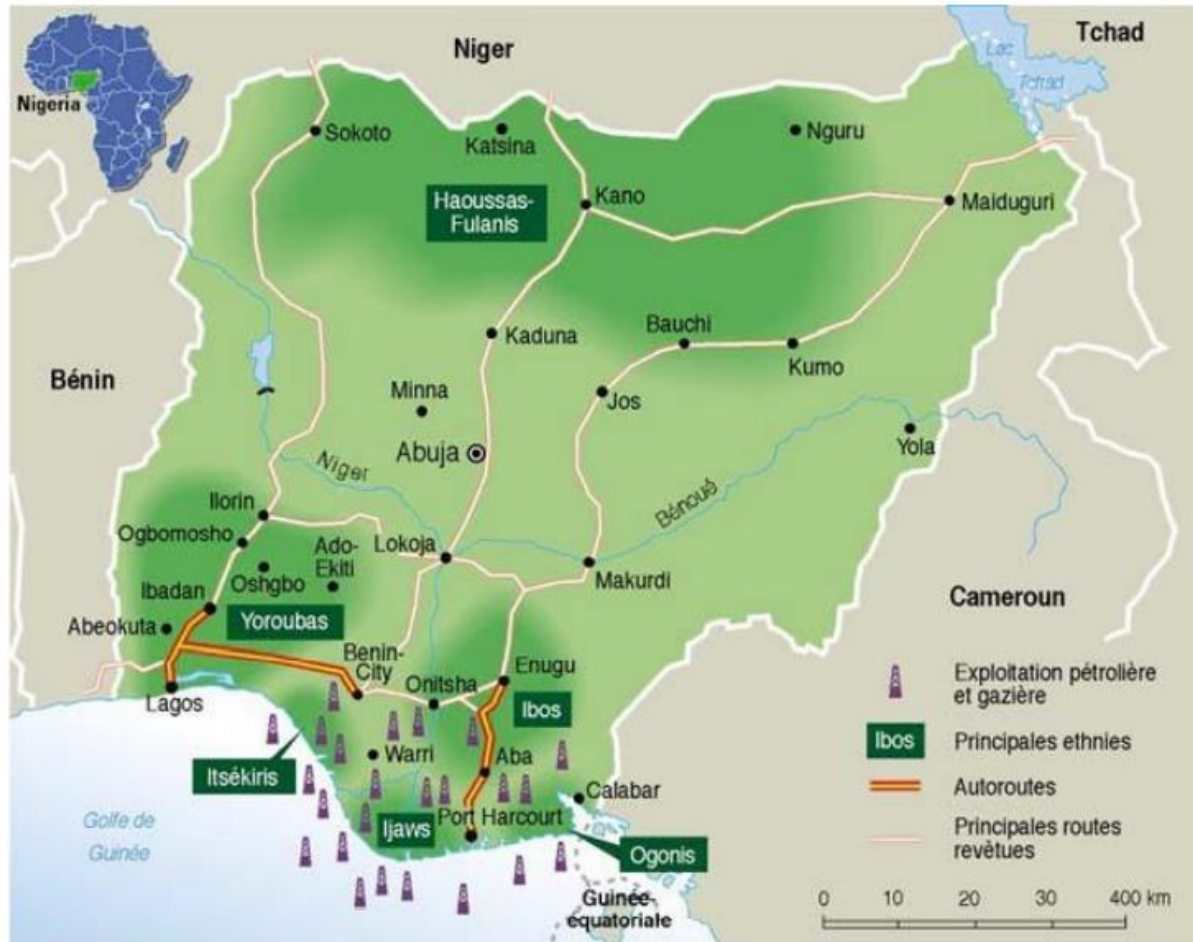 Nigeria
Niger
Tchad
Lac
Tchad
Sokoto
Katsina
Nguru
Haoussas-
Fulanis
Kano
Maiduguri
Kaduna
Bauchi
Kumo
Bénin
Minna
Jos
Abuja
Yola
Niger
Bénoué
Ilorin
Ogbomosho
Ado-
Ekiti
Lokoja
Oshgbo
Makurdi
Ibadan
Abeokuta
Yoroubas
Cameroun
Benin-
City
Onitsha
Enugu
Lagos
Ibos
Warri
Aba
Itsékiris
Calabar
Port Harcourt
Ijaws
Ogonis
Golfe de
Guinée
Guinée-
équatoriale
Exploitation pétrolière
et gazière
Ibos
Principales ethnies
Autoroutes
Principales routes
revêtues
0 10 20 30 400 km